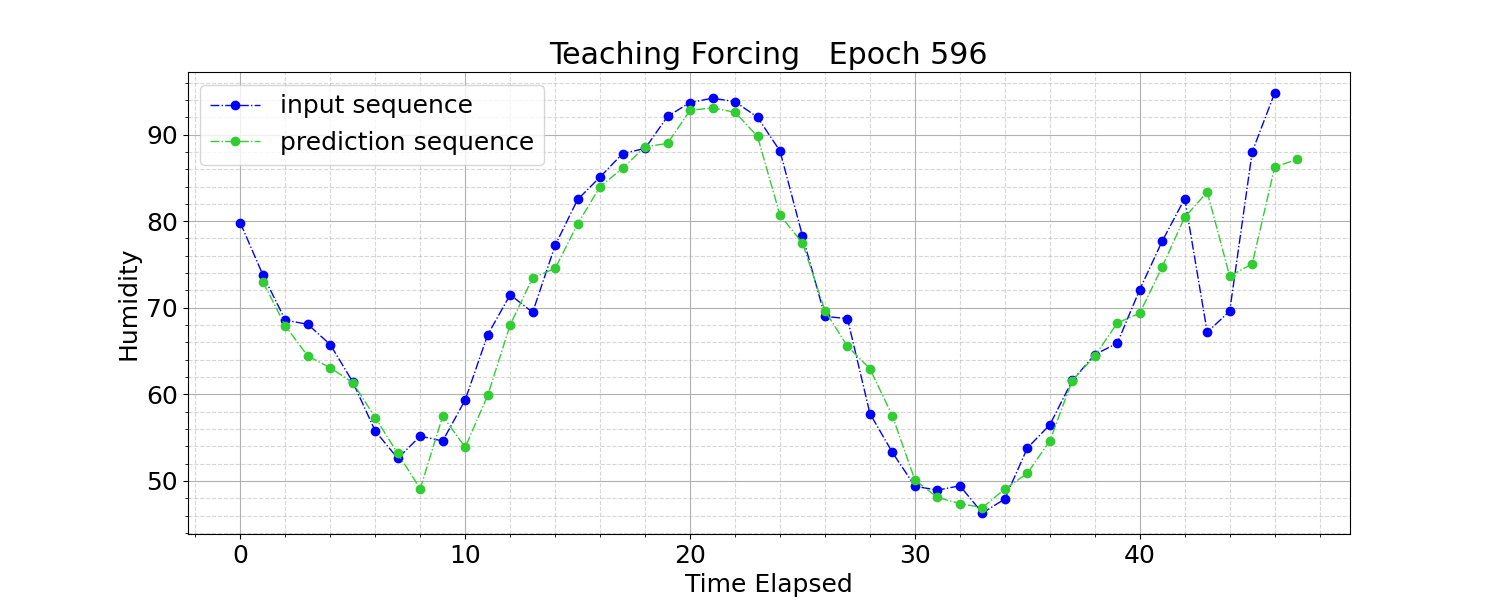 Teaching Forcing   Epoch 596
input sequence
prediction sequence
Humidity
90
80
70
60
50
0 10 20 30 40
Time Elapsed